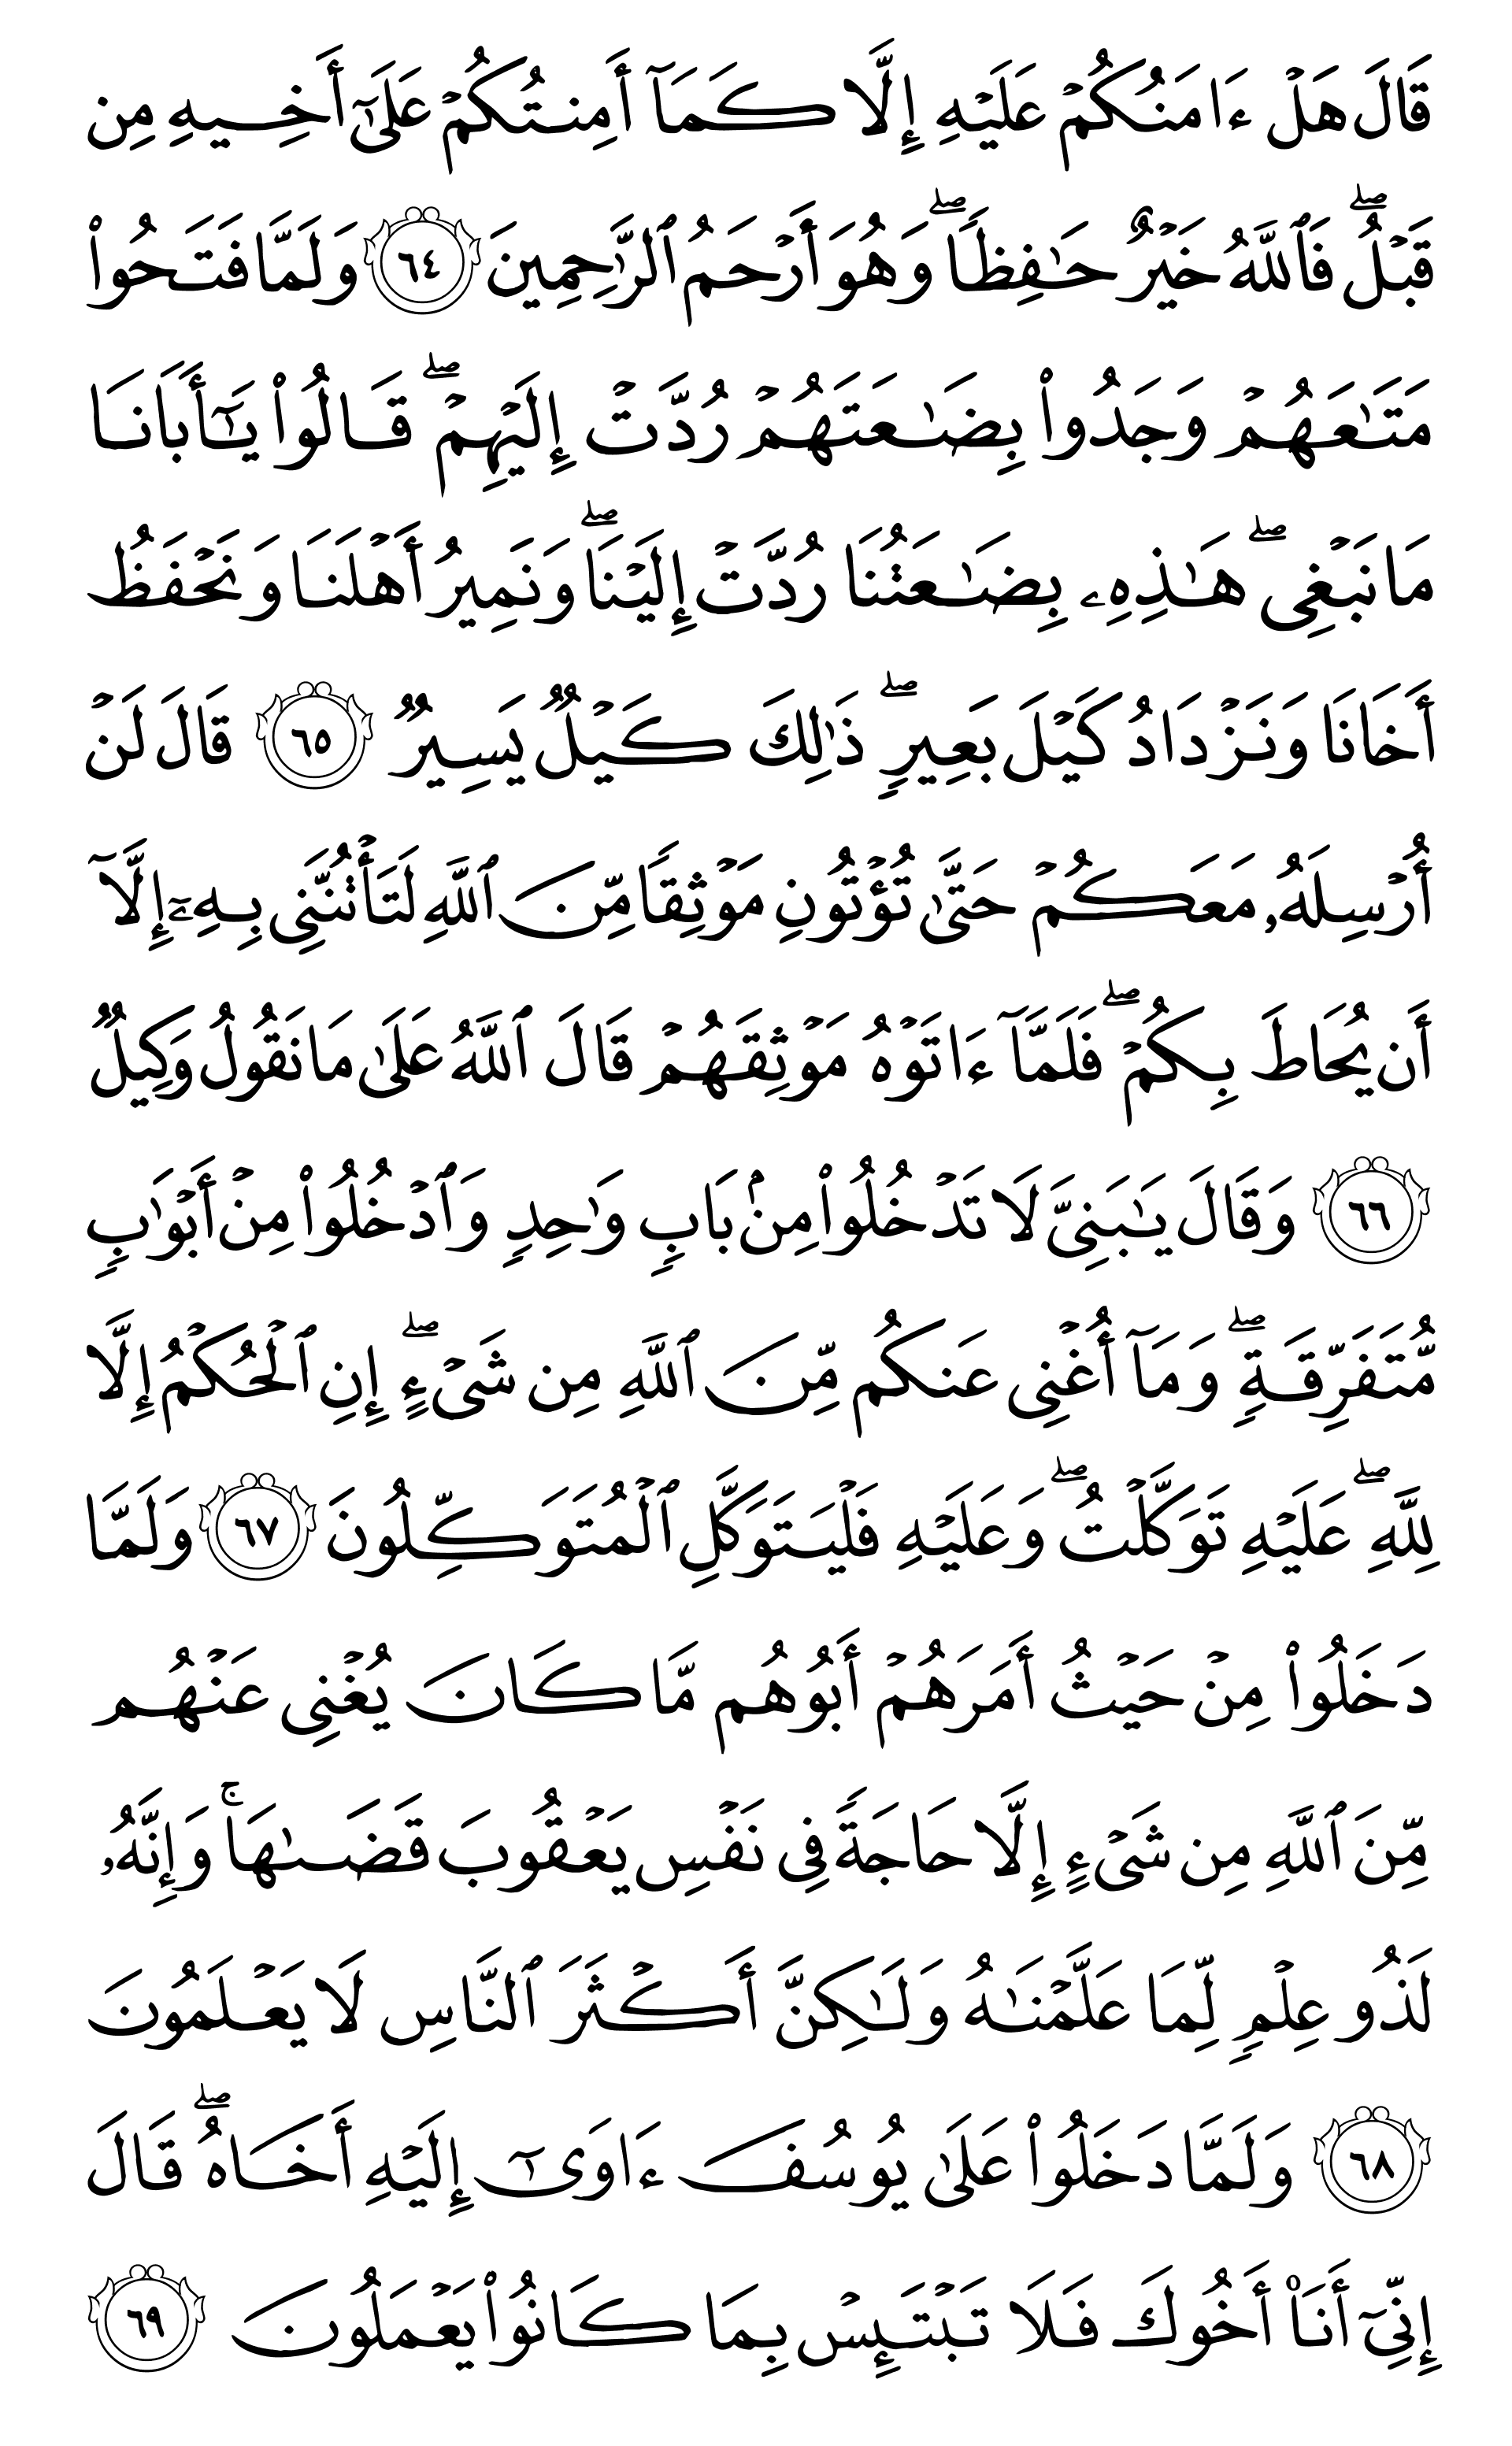 قَالَ هَلْ ءَامَنُكُمْ عَلَيْهِ إِلَّا كَمَآ أَمِنتُكُمْ عَلَىٰٓ أَخِيهِ مِن
قَبْلُ ۖ فَٱللَّهُ خَيْرٌ حَـٰفِظًا ۖ وَهُوَ أَرْحَمُ ٱلرَّٰحِمِينَ ٦٤ وَلَمَّا فَتَحُوا۟
مَتَـٰعَهُمْ وَجَدُوا۟ بِضَـٰعَتَهُمْ رُدَّتْ إِلَيْهِمْ ۖ قَالُوا۟ يَـٰٓأَبَانَا
مَا نَبْغِى ۖ هَـٰذِهِۦ بِضَـٰعَتُنَا رُدَّتْ إِلَيْنَا ۖ وَنَمِيرُ أَهْلَنَا وَنَحْفَظُ
أَخَانَا وَنَزْدَادُ كَيْلَ بَعِيرٍ ۖ ذَٰلِكَ كَيْلٌ يَسِيرٌ ٦٥ قَالَ لَنْ
أُرْسِلَهُۥ مَعَكُمْ حَتَّىٰ تُؤْتُونِ مَوْثِقًا مِّنَ ٱللَّهِ لَتَأْتُنَّنِى بِهِۦٓ إِلَّآ
أَن يُحَاطَ بِكُمْ ۖ فَلَمَّآ ءَاتَوْهُ مَوْثِقَهُمْ قَالَ ٱللَّهُ عَلَىٰ مَا نَقُولُ وَكِيلٌ
٦٦ وَقَالَ يَـٰبَنِىَّ لَا تَدْخُلُوا۟ مِنۢ بَابٍ وَٰحِدٍ وَٱدْخُلُوا۟ مِنْ أَبْوَٰبٍ
مُّتَفَرِّقَةٍ ۖ وَمَآ أُغْنِى عَنكُم مِّنَ ٱللَّهِ مِن شَىْءٍ ۖ إِنِ ٱلْحُكْمُ إِلَّا
لِلَّهِ ۖ عَلَيْهِ تَوَكَّلْتُ ۖ وَعَلَيْهِ فَلْيَتَوَكَّلِ ٱلْمُتَوَكِّلُونَ ٦٧ وَلَمَّا
دَخَلُوا۟ مِنْ حَيْثُ أَمَرَهُمْ أَبُوهُم مَّا كَانَ يُغْنِى عَنْهُم
مِّنَ ٱللَّهِ مِن شَىْءٍ إِلَّا حَاجَةً فِى نَفْسِ يَعْقُوبَ قَضَىٰهَا ۚ وَإِنَّهُۥ
لَذُو عِلْمٍ لِّمَا عَلَّمْنَـٰهُ وَلَـٰكِنَّ أَكْثَرَ ٱلنَّاسِ لَا يَعْلَمُونَ
٦٨ وَلَمَّا دَخَلُوا۟ عَلَىٰ يُوسُفَ ءَاوَىٰٓ إِلَيْهِ أَخَاهُ ۖ قَالَ
إِنِّىٓ أَنَا۠ أَخُوكَ فَلَا تَبْتَئِسْ بِمَا كَانُوا۟ يَعْمَلُونَ ٦٩